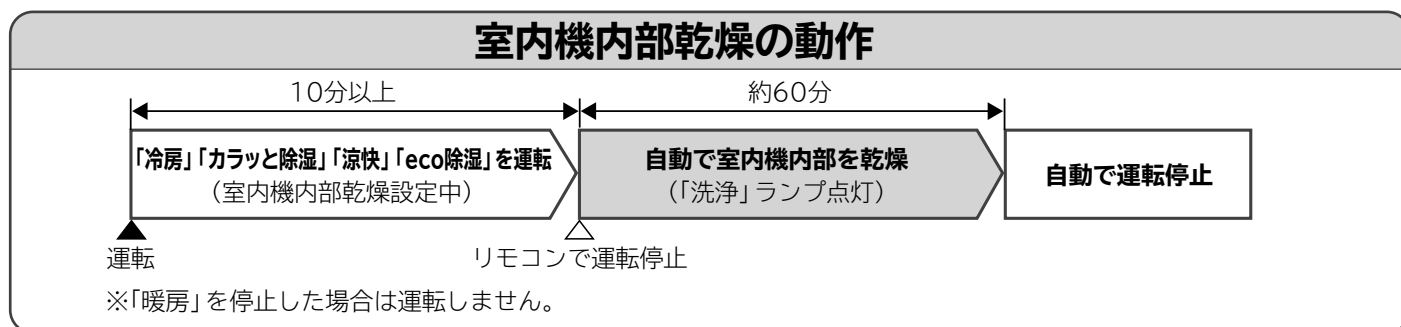 室内機内部乾燥の動作
10分以上
約60分
「冷房」「カラッと除湿」「涼快」「eco除湿」を運転
（室内機内部乾燥設定中）
自動で室内機内部を乾燥
（「洗浄」ランプ点灯）
自動で運転停止
運転
リモコンで運転停止
※「暖房」を停止した場合は運転しません。